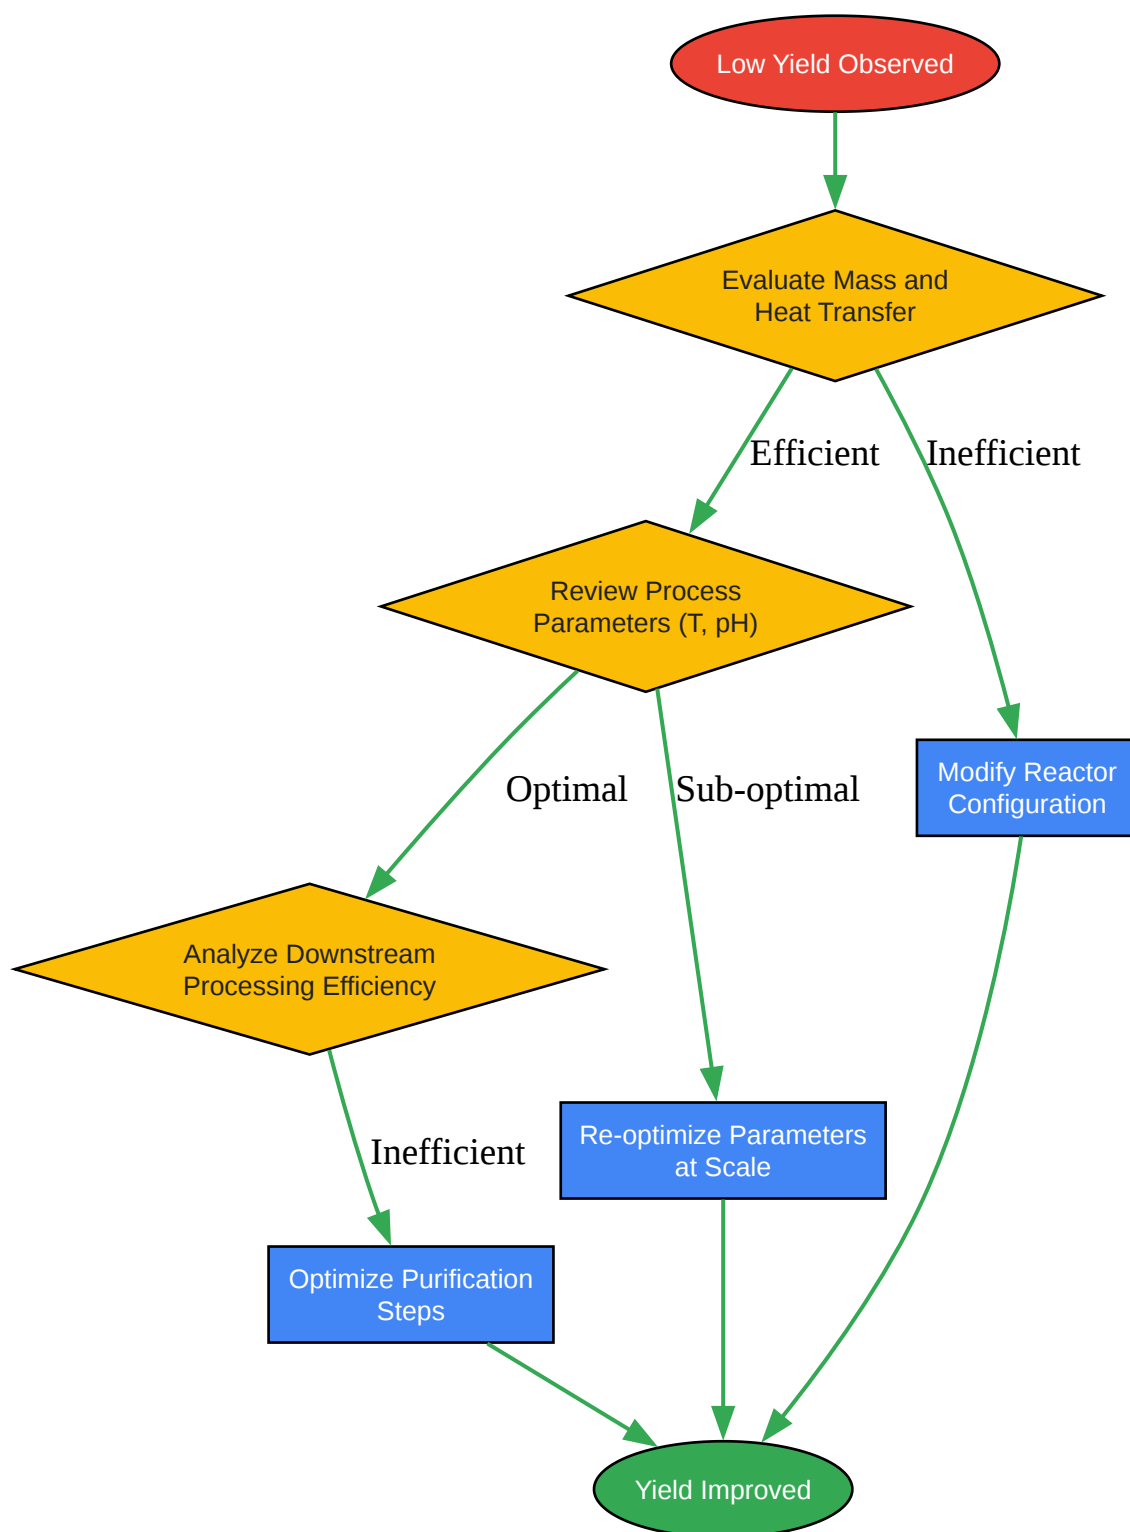 Low Yield Observed
Evaluate Mass and
Heat Transfer
Efficient
Inefficient
Review Process
Parameters (T, pH)
Optimal
Sub-optimal
Modify Reactor
Configuration
Analyze Downstream
Processing Efficiency
Inefficient
Re-optimize Parameters
at Scale
Optimize Purification
Steps
Yield Improved